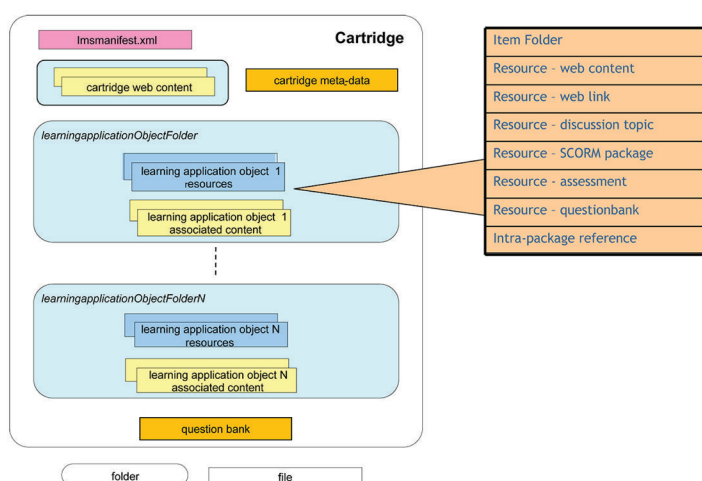 Imsmanifest.xml
Cartridge
cartridge web content
cartridge meta-data
learningapplicationObjectFolder
learning application object 1
resources
learning application object 1
associated content
learningapplicationObjectFolderN
learning application object N
resources
learning application object N
associated content
question bank
folder
file
Item Folder
Resource – web content
Resource – web link
Resource – discussion topic
Resource – SCORM package
Resource – assessment
Resource – questionbank
Intra-package reference